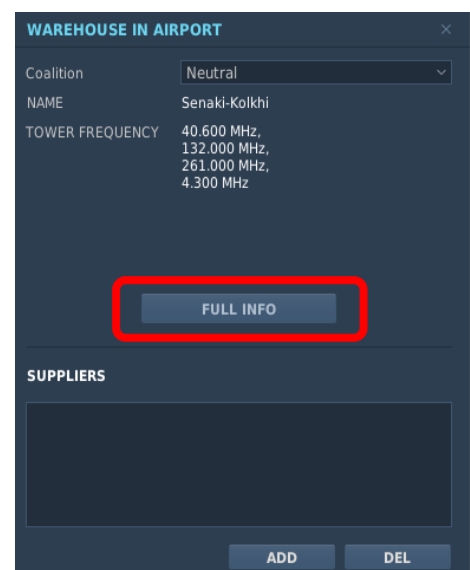 WAREHOUSE IN AIRPORT
Coalition Neutral
NAME Senaki-Kolkhi
TOWER FREQUENCY 40.600 MHz,
132.000 MHz,
261.000 MHz,
4.300 MHz
FULL INFO
SUPPLIERS
ADD DEL